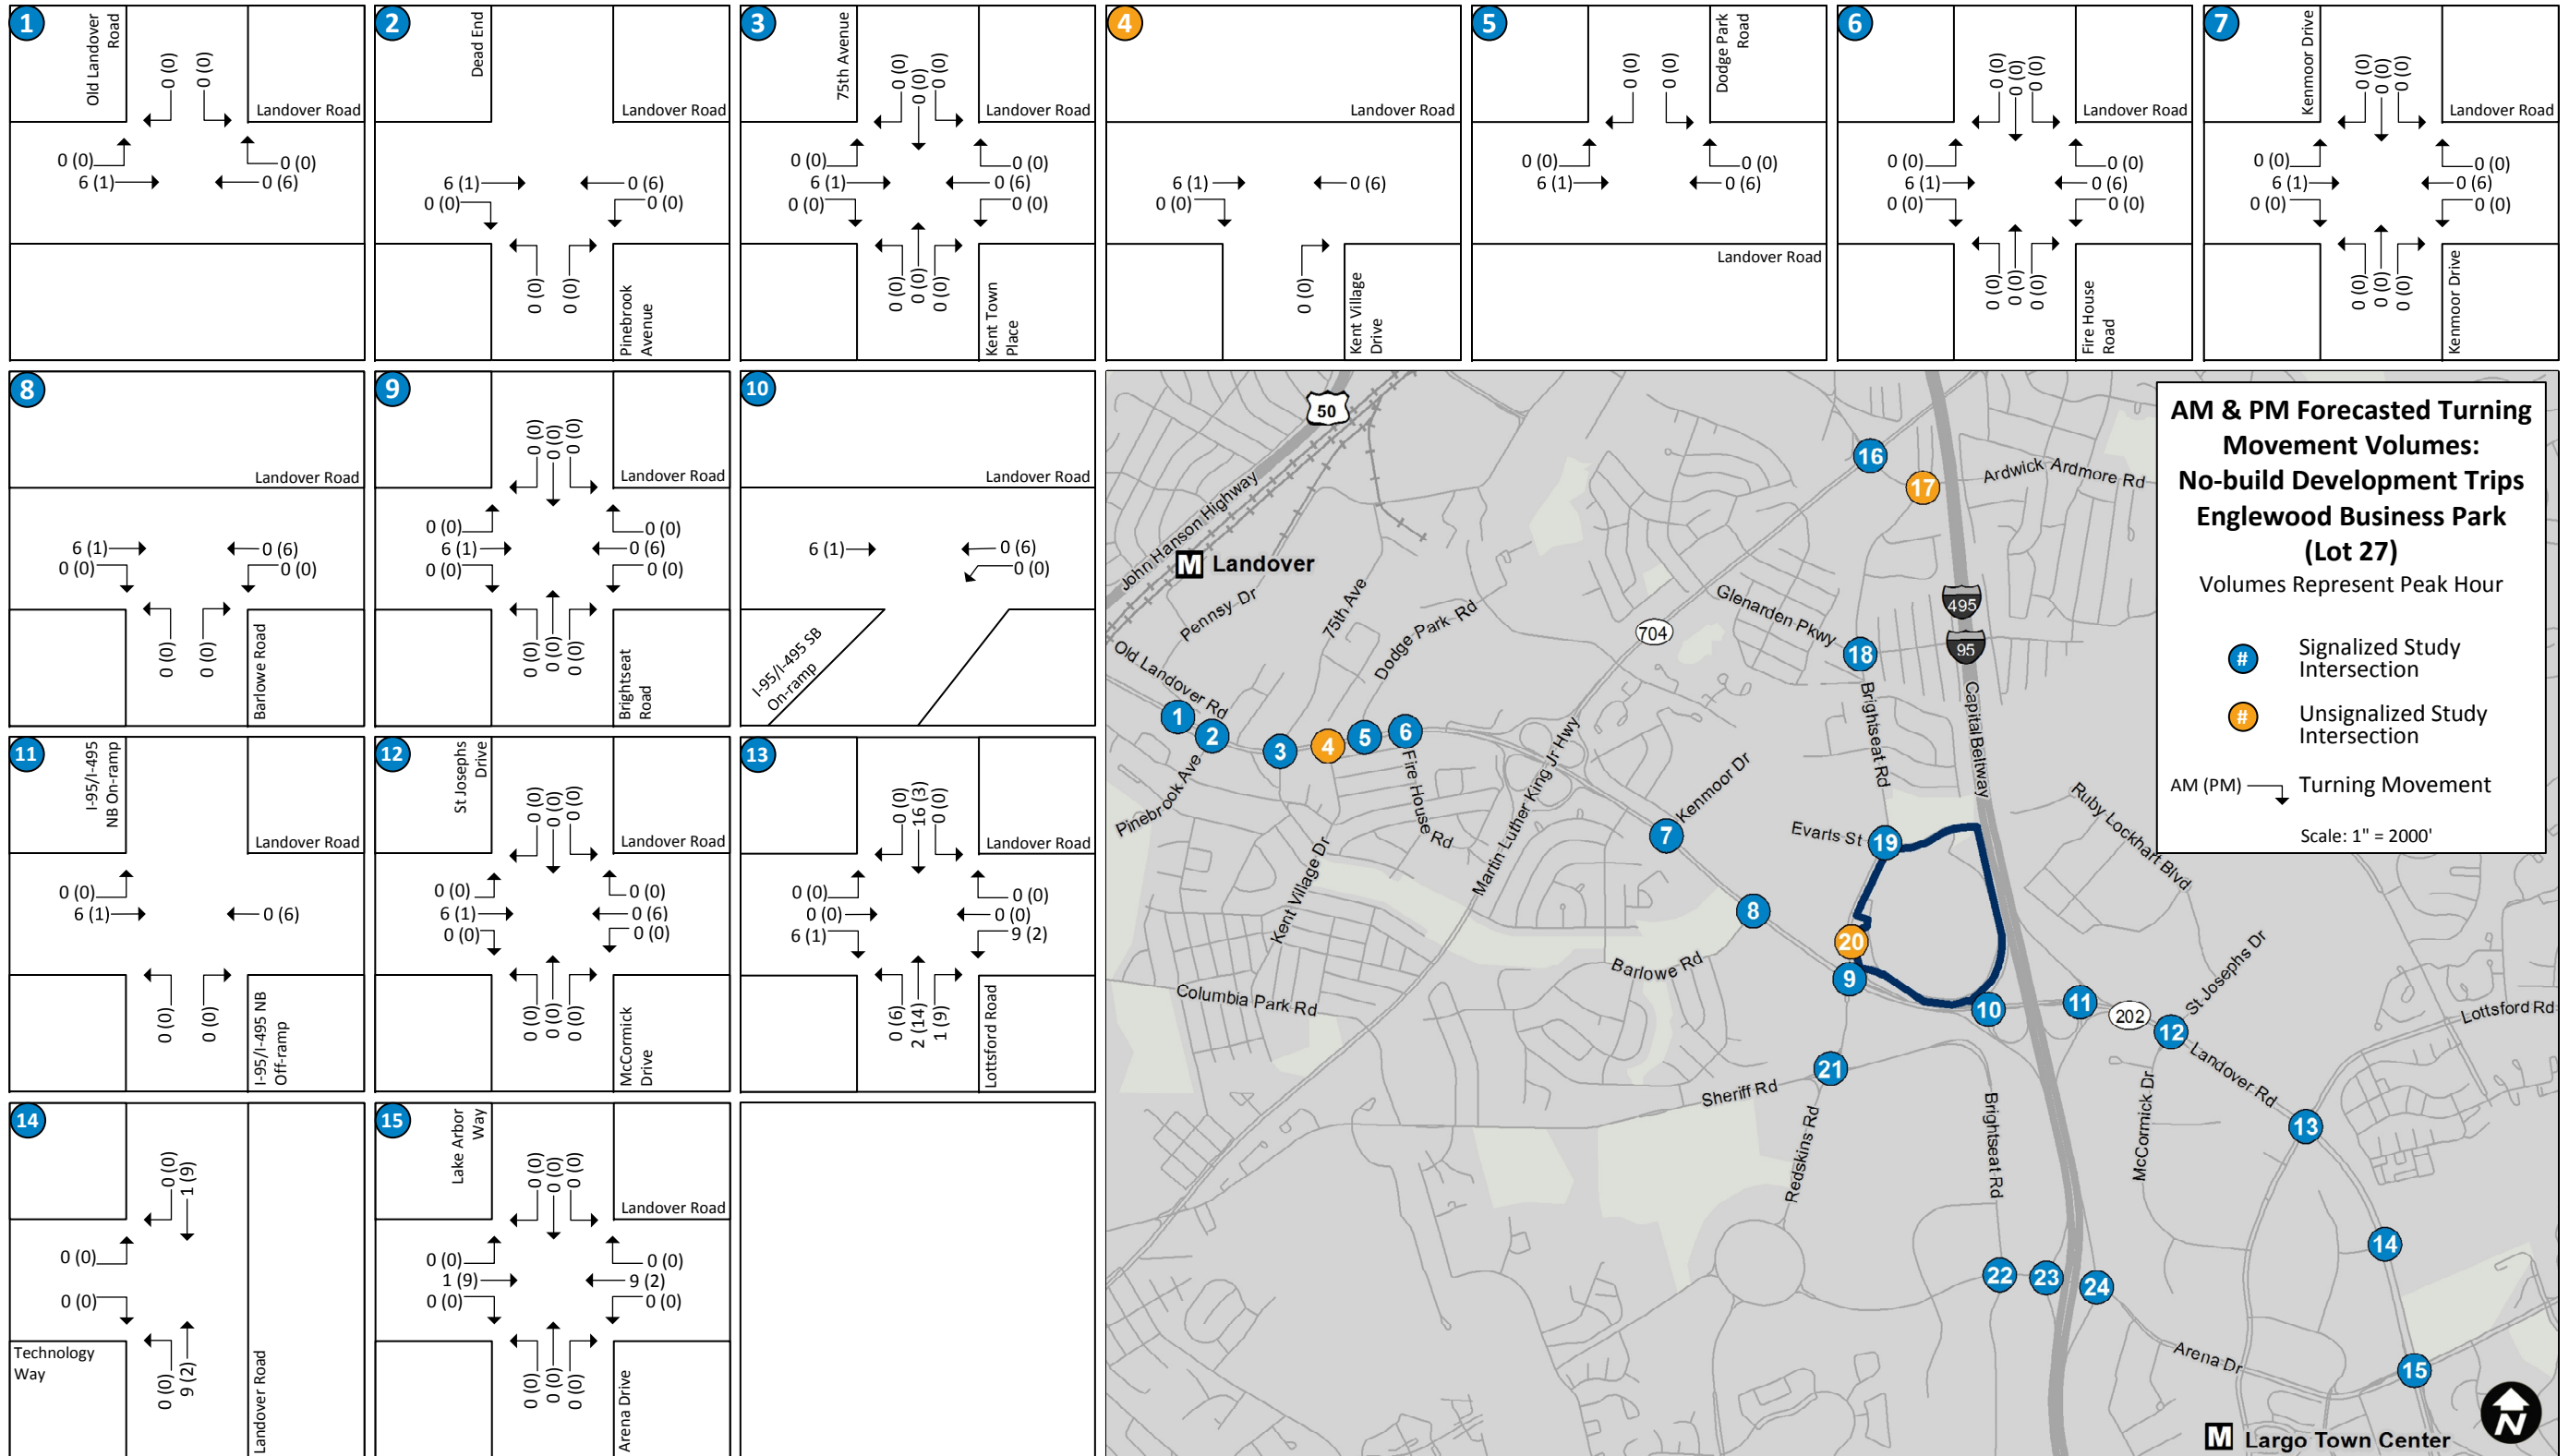 1
Old Landover
Road
0 (0)
0 (0)
Landover Road
0 (0)
6 (1)
0 (0)
0 (6)
2
Dead End
Landover Road
6 (1)
0 (0)
0 (6)
0 (0)
0 (0)
0 (0)
Pinebrook
Avenue
3
75th Avenue
0 (0)
0 (0)
0 (0)
Landover Road
0 (0)
6 (1)
0 (0)
0 (0)
0 (6)
0 (0)
0 (0)
0 (0)
0 (0)
Kent Town
Place
4
Landover Road
6 (1)
0 (0)
0 (6)
0 (0)
Kent Village
Drive
5
0 (0)
0 (0)
Dodge Park
Road
0 (0)
6 (1)
0 (0)
0 (6)
Landover Road
6
0 (0)
0 (0)
0 (0)
Landover Road
0 (0)
6 (1)
0 (0)
0 (0)
0 (6)
0 (0)
0 (0)
0 (0)
0 (0)
Fire House
Road
7
Kenmoor Drive
0 (0)
0 (0)
0 (0)
Landover Road
0 (0)
6 (1)
0 (0)
0 (0)
0 (6)
0 (0)
0 (0)
0 (0)
0 (0)
Kenmoor Drive
8
Landover Road
6 (1)
0 (0)
0 (6)
0 (0)
0 (0)
0 (0)
Barlowe Road
9
0 (0)
0 (0)
0 (0)
Landover Road
0 (0)
6 (1)
0 (0)
0 (0)
0 (6)
0 (0)
0 (0)
0 (0)
0 (0)
Brightseat
Road
10
Landover Road
6 (1)
0 (6)
0 (0)
I-95/I-495 SB
On-ramp
11
I-95/I-495
NB On-ramp
Landover Road
0 (0)
6 (1)
0 (6)
0 (0)
0 (0)
I-95/I-495 NB
Off-ramp
12
St Josephs
Drive
0 (0)
0 (0)
0 (0)
Landover Road
0 (0)
6 (1)
0 (0)
0 (0)
0 (6)
0 (0)
0 (0)
0 (0)
0 (0)
McCormick
Drive
13
0 (0)
16 (3)
0 (0)
Landover Road
0 (0)
0 (0)
6 (1)
0 (0)
0 (0)
9 (2)
0 (6)
2 (14)
1 (9)
Lottsford Road
14
0 (0)
1 (9)
0 (0)
0 (0)
Technology
Way
0 (0)
9 (2)
Landover Road
15
Lake Arbor
Way
0 (0)
0 (0)
0 (0)
Landover Road
0 (0)
1 (9)
0 (0)
0 (0)
9 (2)
0 (0)
0 (0)
0 (0)
0 (0)
Arena Drive
AM & PM Forecasted Turning
Movement Volumes:
No-build Development Trips
Englewood Business Park
(Lot 27)
Volumes Represent Peak Hour
# Signalized Study
Intersection
# Unsignalized Study
Intersection
AM (PM) Turning Movement
Scale: 1" = 2000'
50
John Hanson Highway
M Landover
Pennsy Dr
75th Ave
Dodge Park Rd
Old Landover Rd
1
2
3
4
5
6
Pinebrook Ave
Kent Village Dr
Fire House Rd
Martin Luther King Jr Hwy
704
16
17
Ardwick Ardmore Rd
Glenarden Pkwy
495
95
18
Brightseat Rd
Capital Beltway
Kenmoor Dr
7
Evarts St
19
Ruby Lockhart Blvd
8
20
9
Barlowe Rd
Columbia Park Rd
10
11
202
12
St Josephs Dr
Lottsford Rd
Landover Rd
21
Sheriff Rd
Redskins Rd
Brightseat Rd
McCormick Dr
13
14
22
23
24
Arena Dr
15
N
M Largo Town Center